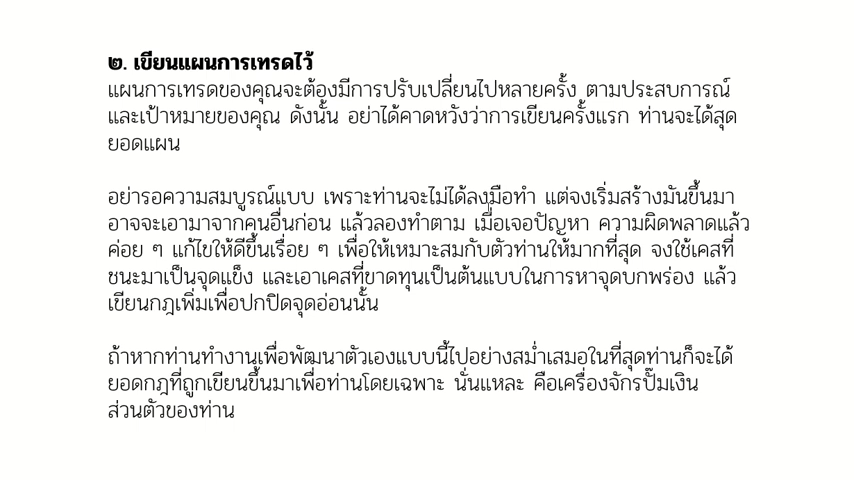 ๒. เขียนแผนการเทรดไว้
แผนการเทรดของคุณจะต้องมีการปรับเปลี่ยนไปหลายครั้ง ตามประสบการณ์
และเป้าหมายของคุณ ดังนั้น อย่าได้คาดหวังว่าการเขียนครั้งแรก ท่านจะได้สุด
ยอดแผน
อย่ารอความสมบูรณ์แบบ เพราะท่านจะไม่ได้ลงมือทำ แต่จงเริ่มสร้างมันขึ้นมา
อาจจะเอามาจากคนอื่นก่อน แล้วลองทำตาม เมื่อเจอปัญหา ความผิดพลาดแล้ว
ค่อย ๆ แก้ไขให้ดีขึ้นเรื่อย ๆ เพื่อให้เหมาะสมกับตัวท่านให้มากที่สุด จงใช้เคสที่
ชนะมาเป็นจุดแข็ง และเอาเคสที่ขาดทุนเป็นต้นแบบในการหาจุดบกพร่อง แล้ว
เขียนกฎเพิ่มเพื่อปกปิดจุดอ่อนนั้น
ถ้าหากท่านทำงานเพื่อพัฒนาตัวเองแบบนี้ไปอย่างสม่ำเสมอในที่สุดท่านก็จะได้
ยอดกฎที่ถูกเขียนขึ้นมาเพื่อท่านโดยเฉพาะ นั่นแหละ คือเครื่องจักรปั๊มเงิน
ส่วนตัวของท่าน